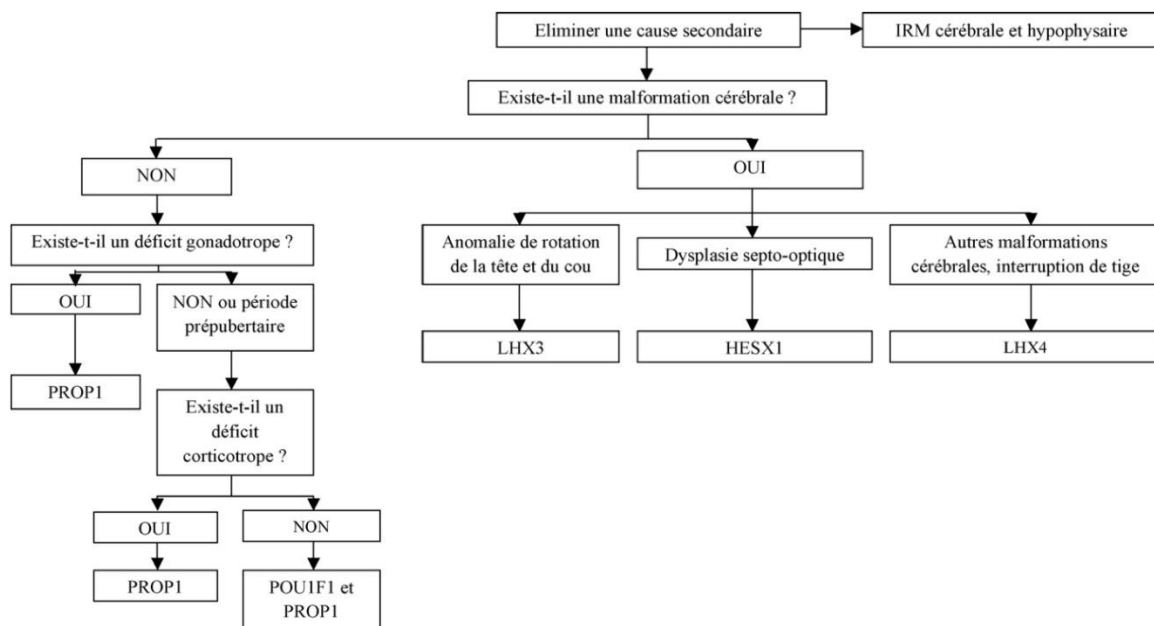 Eliminer une cause secondaire
IRM cérébrale et hypophysaire
Existe-t-il une malformation cérébrale ?
NON
OUI
Existe-t-il un déficit gonadotrope ?
Anomalie de rotation
de la tête et du cou
Dysplasie septo-optique
Autres malformations
cérébrales, interruption de tige
OUI
NON ou période
prépubertaire
LHX3
HESX1
LHX4
PROP1
Existe-t-il un
déficit
corticotrope ?
OUI
NON
PROP1
POU1F1 et
PROP1